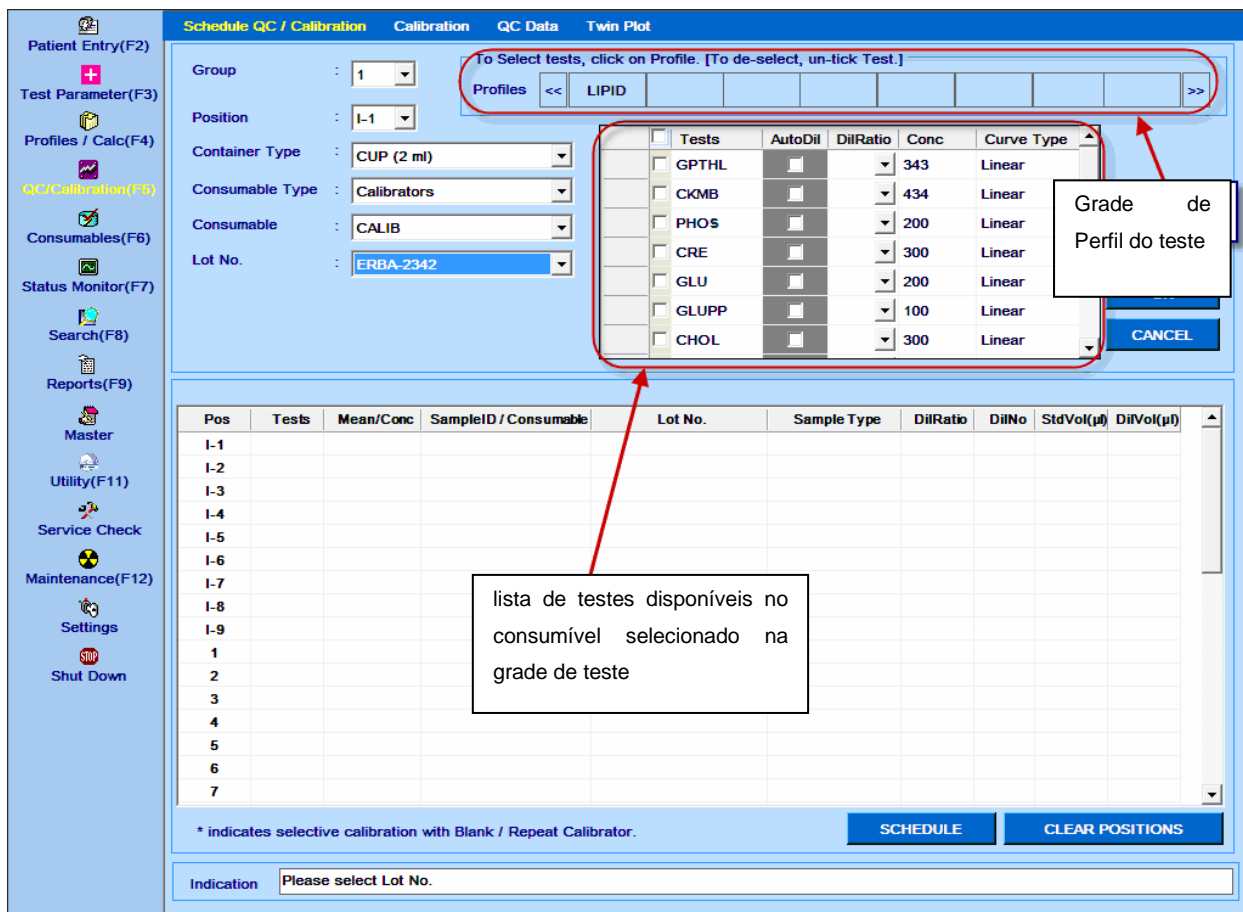 Patient Entry(F2)
Test Parameter(F3)
Profiles / Calc(F4)
QC/Calibration(F5)
Consumables(F6)
Status Monitor(F7)
Search(F8)
Reports(F9)
Master
Utility(F11)
Service Check
Maintenance(F12)
Settings
STOP
Shut Down
Schedule QC / Calibration Calibration QC Data Twin Plot
Group : 1
Position : I-1
Container Type : CUP (2 ml)
Consumable Type : Calibrators
Consumable : CALIB
Lot No. : ERBA-2342
To Select tests, click on Profile. [To de-select, un-tick Test.]
Profiles << LIPID >>
Tests AutoDil DilRatio Conc Curve Type
GPTHL 343 Linear
CKMB 434 Linear
PHOS 200 Linear
CRE 300 Linear
GLU 200 Linear
GLUPP 100 Linear
CHOL 300 Linear
Grade de
Perfil do teste
CANCEL
Pos Tests Mean/Conc SampleID / Consumable Lot No. Sample Type DilRatio DilNo StdVol(µl) DilVol(µl)
I-1
I-2
I-3
I-4
I-5
I-6
I-7
I-8
I-9
1
2
3
4
5
6
7
lista de testes disponíveis no
consumível selecionado na
grade de teste
* indicates selective calibration with Blank / Repeat Calibrator.
SCHEDULE CLEAR POSITIONS
Indication Please select Lot No.